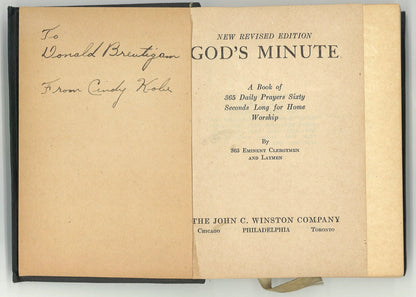 To
Donald Breutigam
From Cindy Kolie
NEW REVISED EDITION
GOD'S MINUTE
A Book of
365 Daily Prayers Sixty
Seconds Long for Home
Worship
By
365 EMINENT CLERGYMEN
AND LAYMEN
THE JOHN C. WINSTON COMPANY
CHICAGO PHILADELPHIA TORONTO